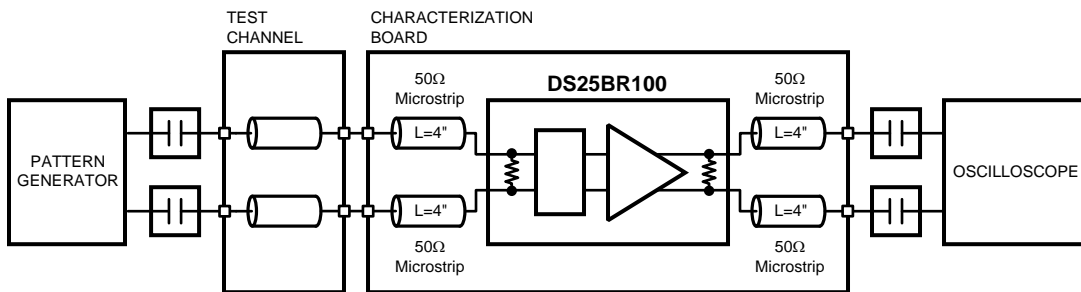 TEST
CHANNEL
CHARACTERIZATION
BOARD
PATTERN
GENERATOR
50Ω
Microstrip
L=4"
L=4"
50Ω
Microstrip
DS25BR100
50Ω
Microstrip
L=4"
L=4"
50Ω
Microstrip
OSCILLOSCOPE